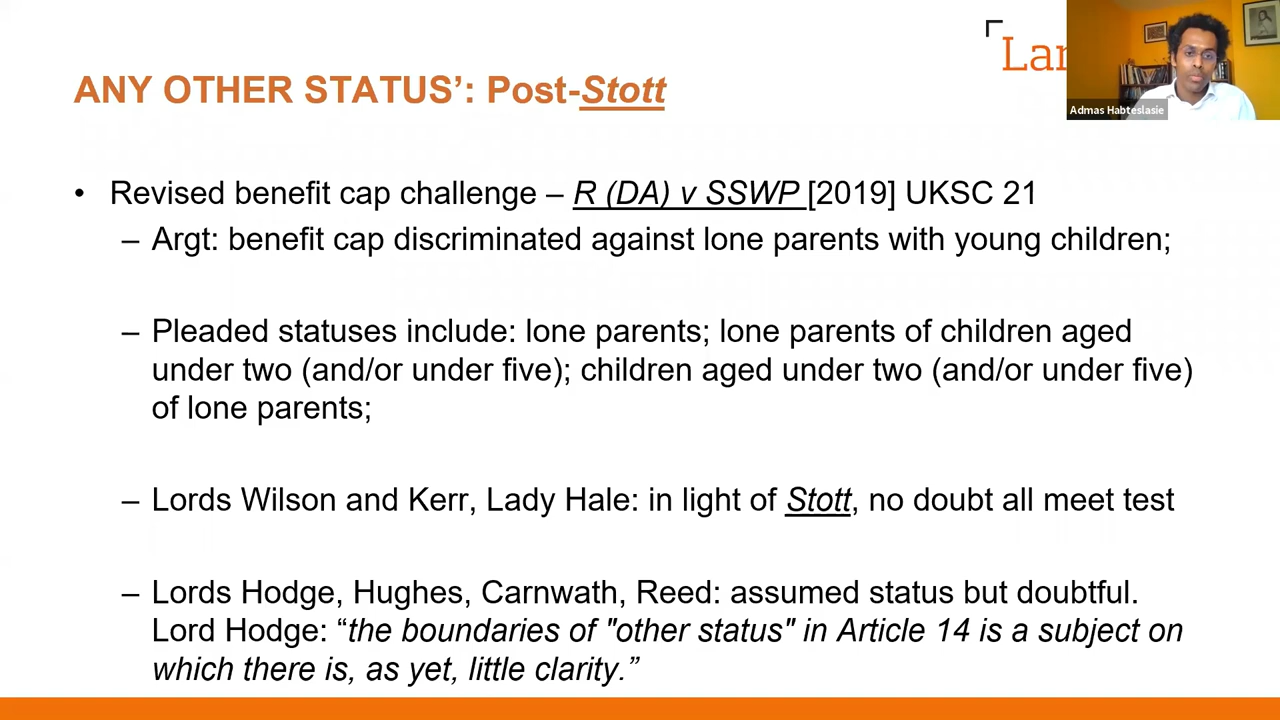 Lan
Admas Habteslasie
ANY OTHER STATUS’: Post-Stott
• Revised benefit cap challenge – R (DA) v SSWP [2019] UKSC 21
– Argt: benefit cap discriminated against lone parents with young children;
– Pleaded statuses include: lone parents; lone parents of children aged
under two (and/or under five); children aged under two (and/or under five)
of lone parents;
– Lords Wilson and Kerr, Lady Hale: in light of Stott, no doubt all meet test
– Lords Hodge, Hughes, Carnwath, Reed: assumed status but doubtful.
Lord Hodge: “the boundaries of "other status" in Article 14 is a subject on
which there is, as yet, little clarity.”